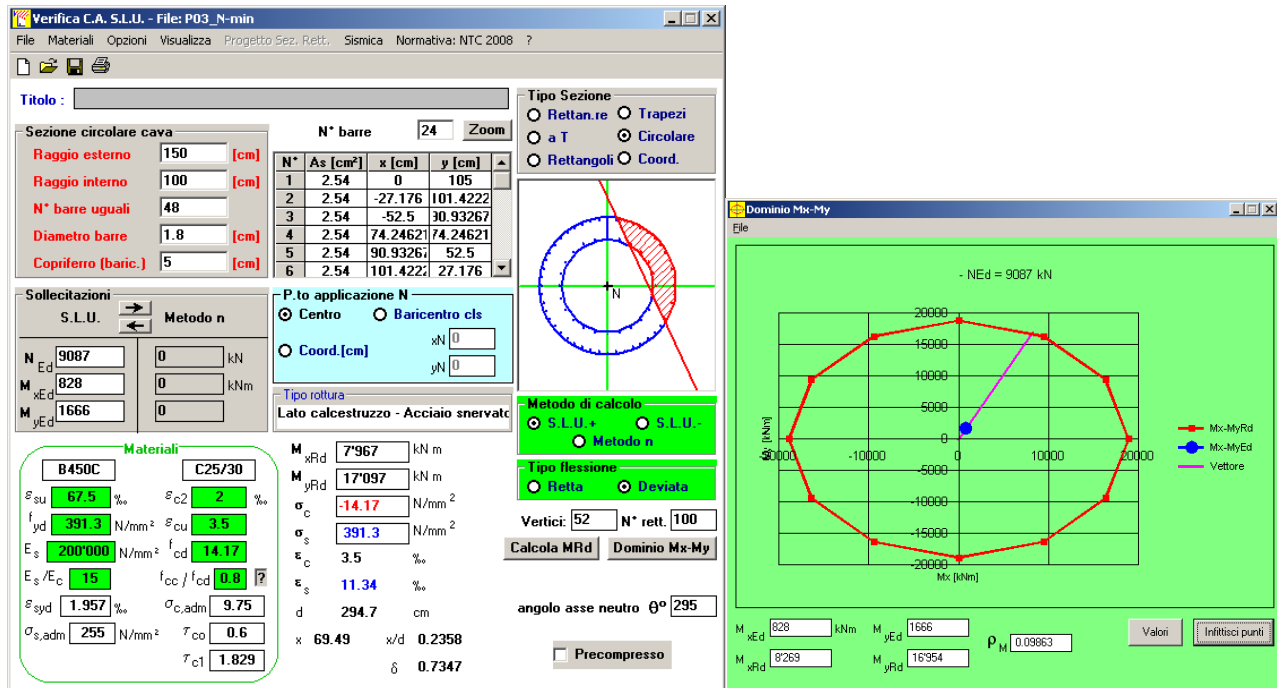 Verifica C.A. S.L.U. - File: P03_N-min
File Materiali Opzioni Visualizza Progetto Sez. Rett. Sismica Normativa: NTC 2008 ?
Titolo :
Sezione circolare cava
Raggio esterno 150 [cm]
Raggio interno 100 [cm]
N° barre uguali 48
Diametro barre 1.8 [cm]
Copriferro (baric.) 5 [cm]
N° barre 24 Zoom
N° As [cm²] x [cm] y [cm]
1 2.54 0 105
2 2.54 -27.176 101.4222
3 2.54 -52.5 90.93267
4 2.54 74.24621 74.24621
5 2.54 90.93267 52.5
6 2.54 101.4222 27.176
Tipo Sezione
Rettan.re Trapezi
a T Circolare
Rettangoli Coord.
N
Sollecitazioni
S.L.U. Metodo n
N Ed 9087 0 kN
M xEd 828 0 kNm
M yEd 1666 0
P.to applicazione N
Centro Baricentro cls
Coord.[cm] xN 0
yN 0
Tipo rottura
Lato calcestruzzo - Acciaio snervato
Metodo di calcolo
S.L.U.+ S.L.U.-
Metodo n
Tipo flessione
Retta Deviata
Vertici: 52 N° rett. 100
Calcola MRd Dominio Mx-My
angolo asse neutro θ° 295
Precompresso
Materiali
B450C C25/30
εsu 67.5 ‰ εc2 2 ‰
fyd 391.3 N/mm² εcu 3.5
Es 200'000 N/mm² fcd 14.17
Es/Ec 15 fcc / fcd 0.8 ?
εsyd 1.957 ‰ σc,adm 9.75
σs,adm 255 N/mm² τco 0.6
τc1 1.829
M xRd 7'967 kN m
M yRd 17'097 kN m
σc -14.17 N/mm²
σs 391.3 N/mm²
εc 3.5 ‰
εs 11.34 ‰
d 294.7 cm
x 69.49 x/d 0.2358
δ 0.7347
Dominio Mx-My
File
- NEd = 9087 kN
20000
15000
10000
5000
0
-5000
-10000
-15000
-20000
-20000 -10000 0 10000 20000
My [kNm]
Mx [kNm]
Mx-MyRd
Mx-MyEd
Vettore
M xEd 828 kNm M yEd 1666
M xRd 8'269 M yRd 16'954
ρM 0.09863
Valori Infittisci punti